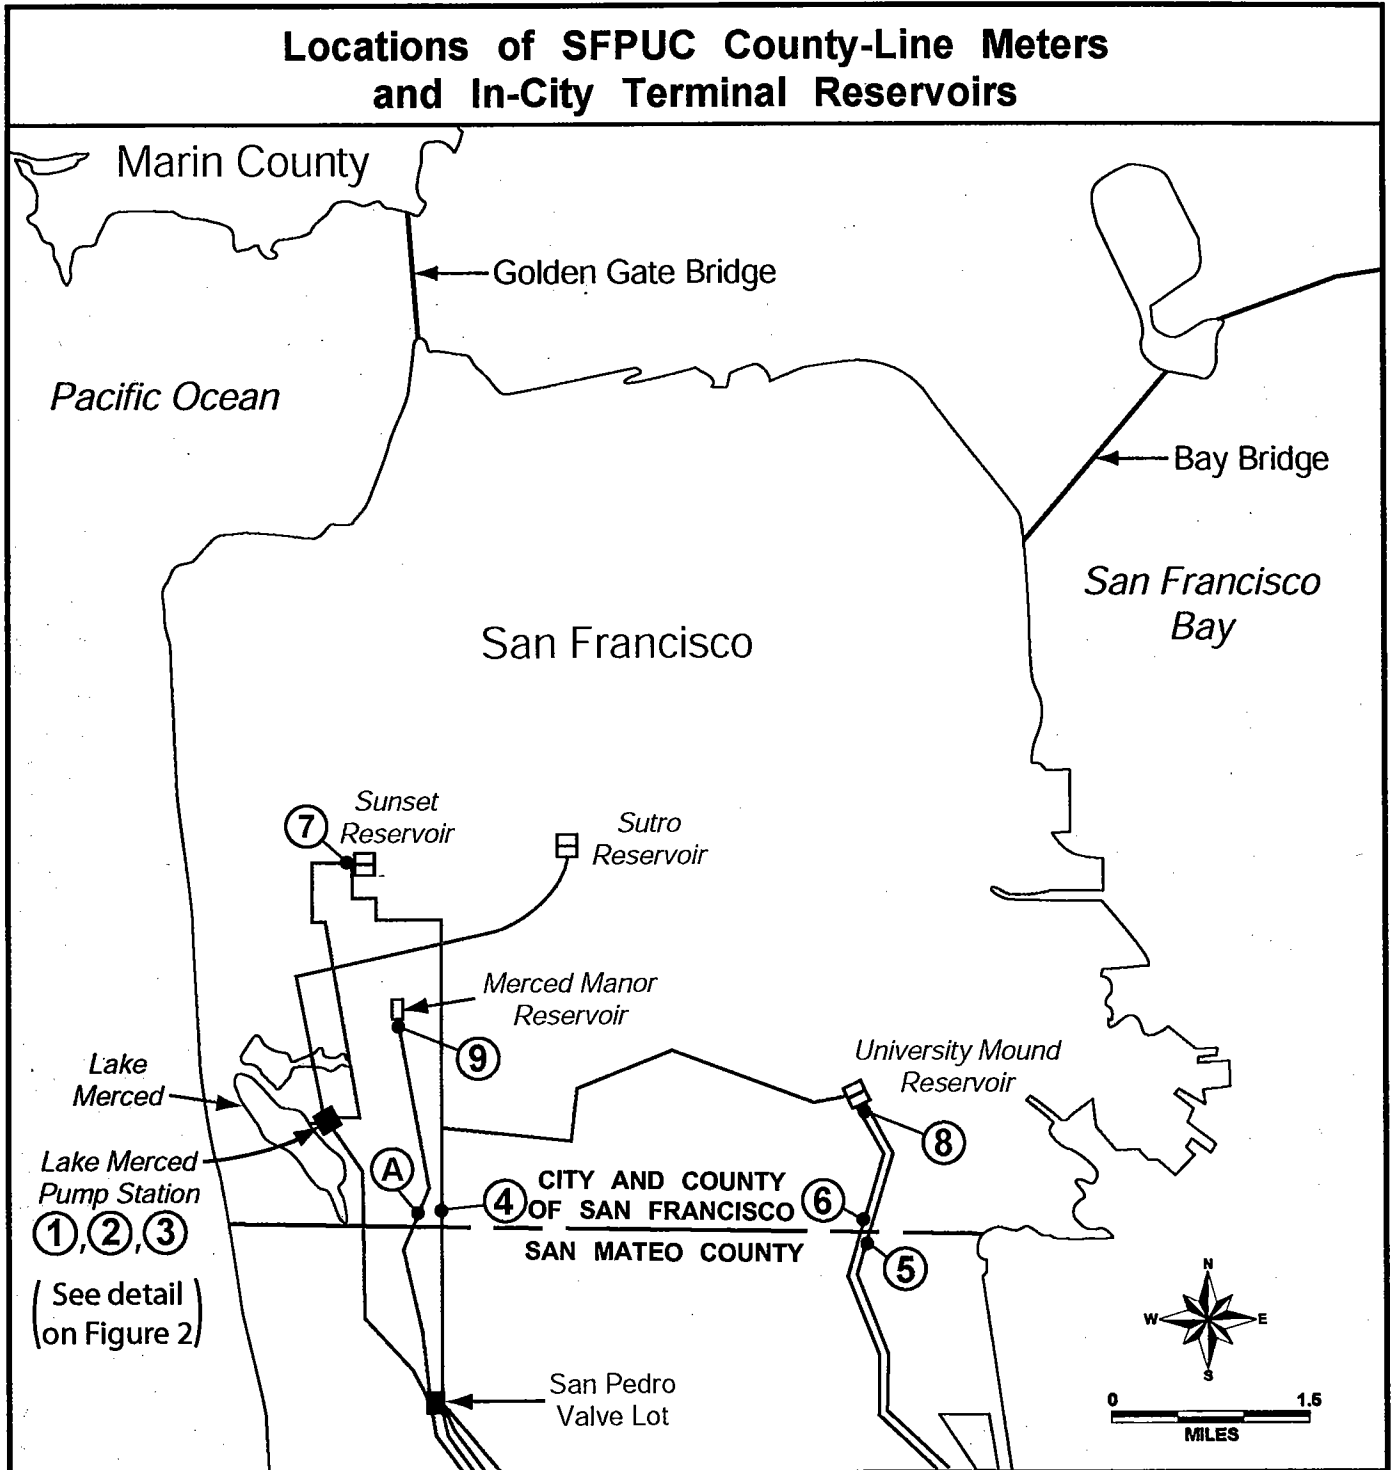 Locations of SFPUC County-Line Meters
and In-City Terminal Reservoirs
Marin County
Golden Gate Bridge
Pacific Ocean
Bay Bridge
San Francisco
Bay
San Francisco
7
Sunset
Reservoir
Sutro
Reservoir
Merced Manor
Reservoir
9
Lake
Merced
University Mound
Reservoir
8
Lake Merced
Pump Station
1, 2, 3
(See detail
on Figure 2)
A
4
CITY AND COUNTY
OF SAN FRANCISCO
6
SAN MATEO COUNTY
5
San Pedro
Valve Lot
N
W
E
S
0
1.5
MILES